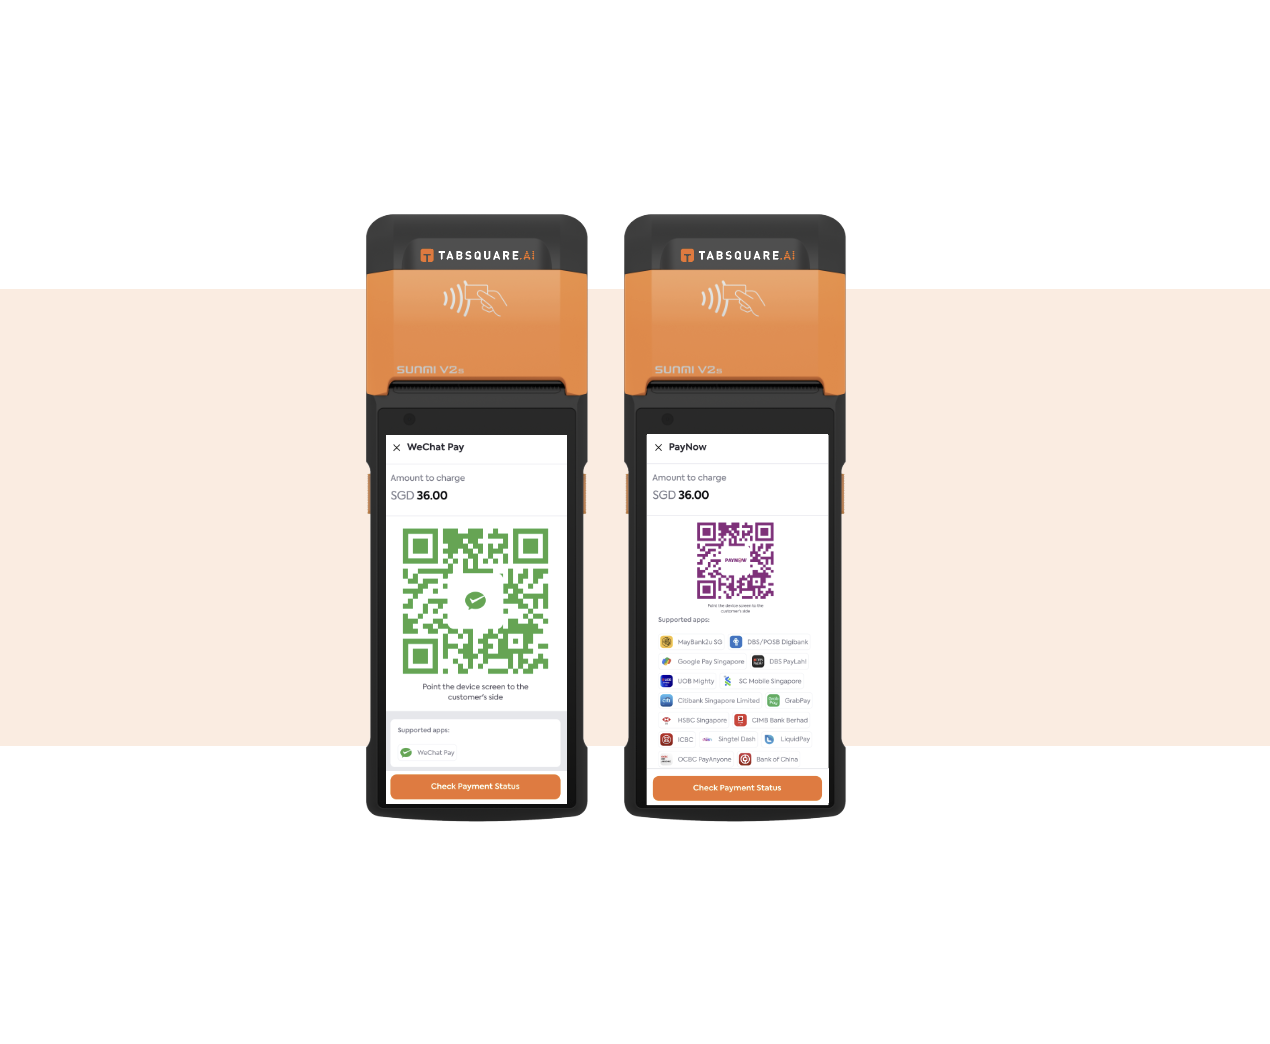 TABSQUARE.AI
SUNMI V2s
WeChat Pay
Amount to charge
SGD 36.00
Point the device screen to the
customer's side
Supported apps:
WeChat Pay
Check Payment Status
TABSQUARE.AI
SUNMI V2s
PayNow
Amount to charge
SGD 36.00
PAYNOW
Point the device screen to the
customer's side
Supported apps:
MayBank2u SG DBS/POSB Digibank
Google Pay Singapore DBS PayLah!
UOB Mighty SC Mobile Singapore
Citibank Singapore Limited GrabPay
HSBC Singapore CIMB Bank Berhad
ICBC Singtel Dash LiquidPay
OCBC PayAnyone Bank of China
Check Payment Status